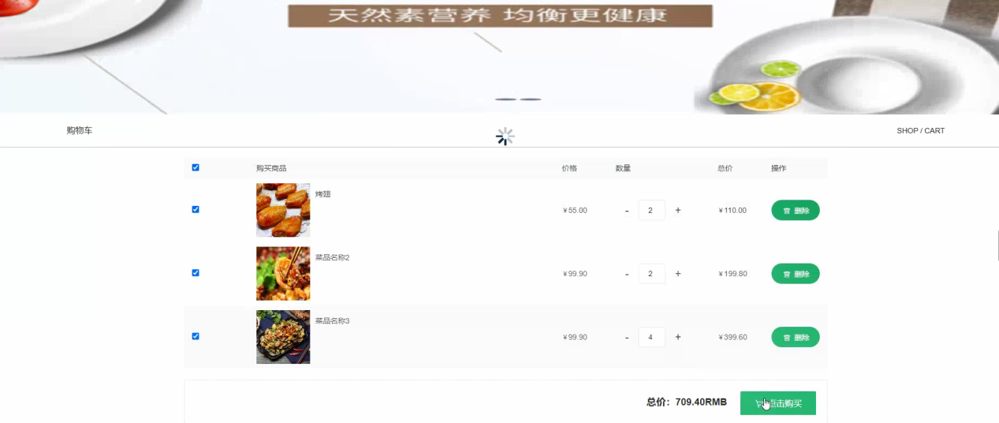 天然素营养 均衡更健康
购物车
SHOP / CART
购买商品 价格 数量 总价 操作
烤翅
¥55.00 - 2 + ¥110.00 删除
菜品名称2
¥99.90 - 2 + ¥199.80 删除
菜品名称3
¥99.90 - 4 + ¥399.60 删除
总价：709.40RMB 点击购买